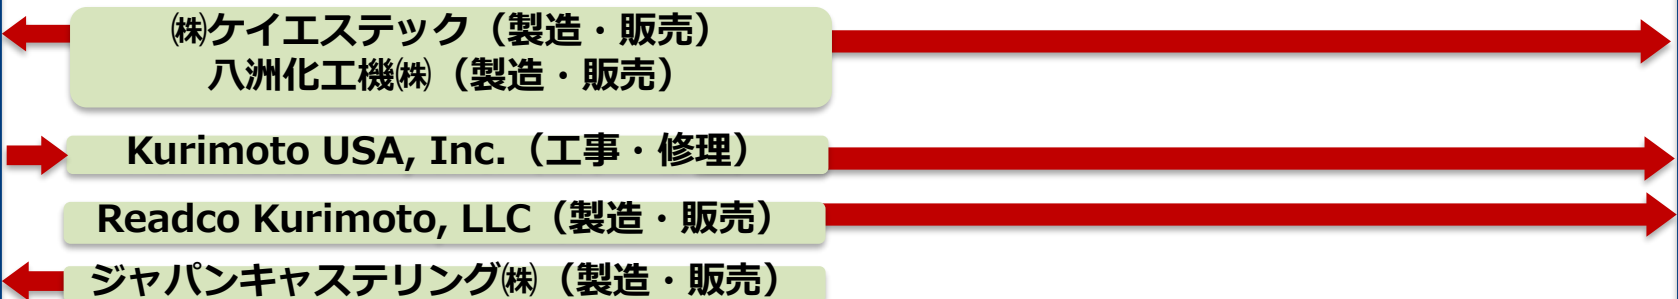 ㈱ケイエステック（製造・販売）
八洲化工機㈱（製造・販売）
Kurimoto USA, Inc.（工事・修理）
Readco Kurimoto, LLC（製造・販売）
ジャパンキャステリング㈱（製造・販売）